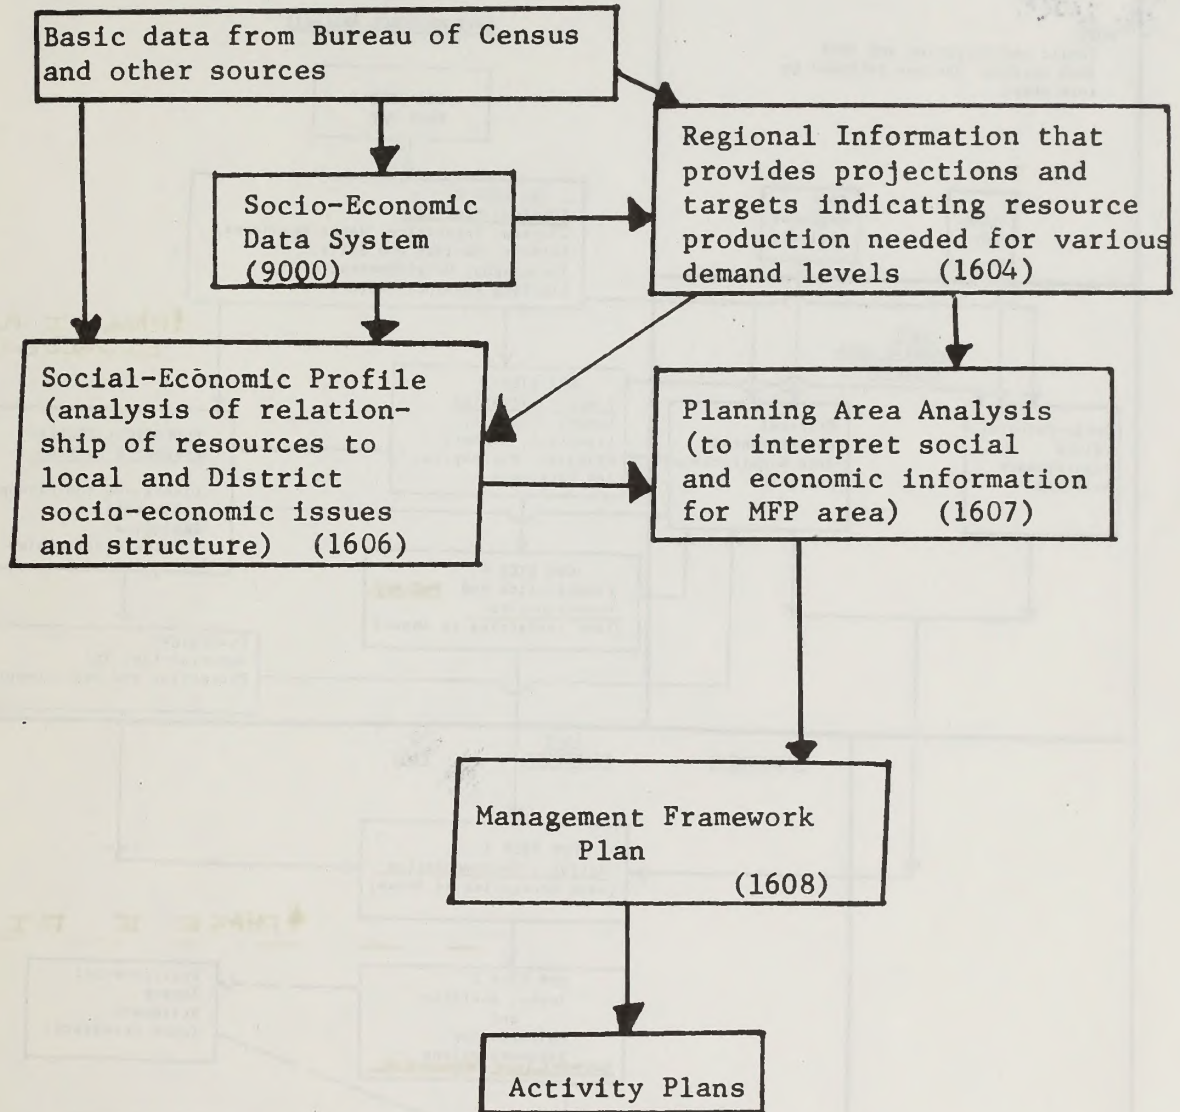 Basic data from Bureau of Census
and other sources
Regional Information that
provides projections and
targets indicating resource
production needed for various
demand levels (1604)
Socio-Economic
Data System
(9000)
Social-Economic Profile
(analysis of relation-
ship of resources to
local and District
socio-economic issues
and structure) (1606)
Planning Area Analysis
(to interpret social
and economic information
for MFP area) (1607)
Management Framework
Plan
(1608)
Activity Plans